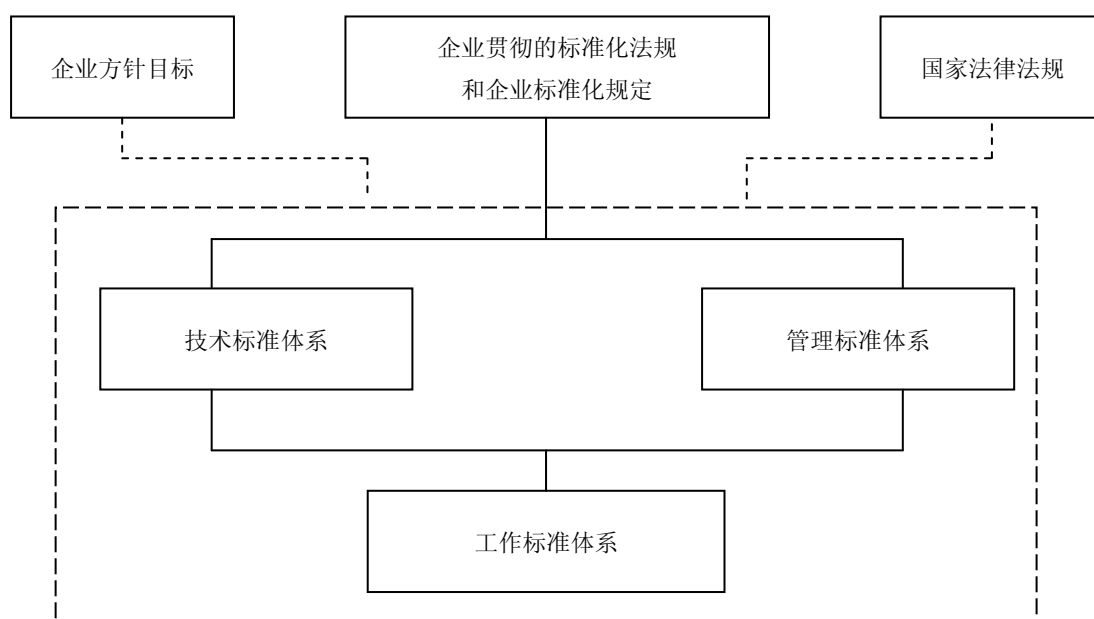 企业方针目标
企业贯彻的标准化法规
和企业标准化规定
国家法律法规
技术标准体系
管理标准体系
工作标准体系